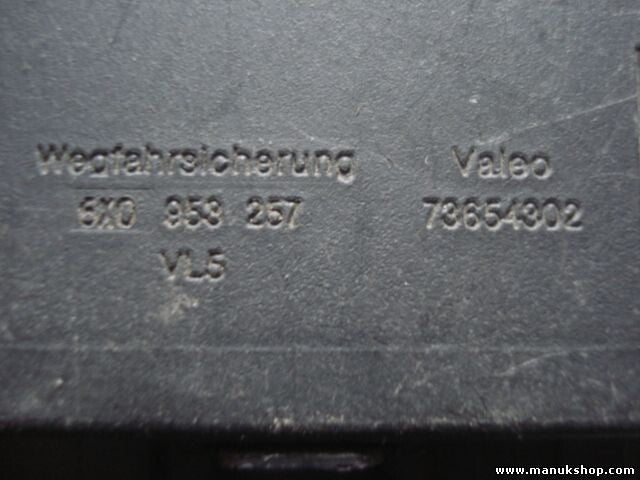 Wegfahrsicherung Valeo
6X0 953 257 73654302
VL5
www.manukshop.com